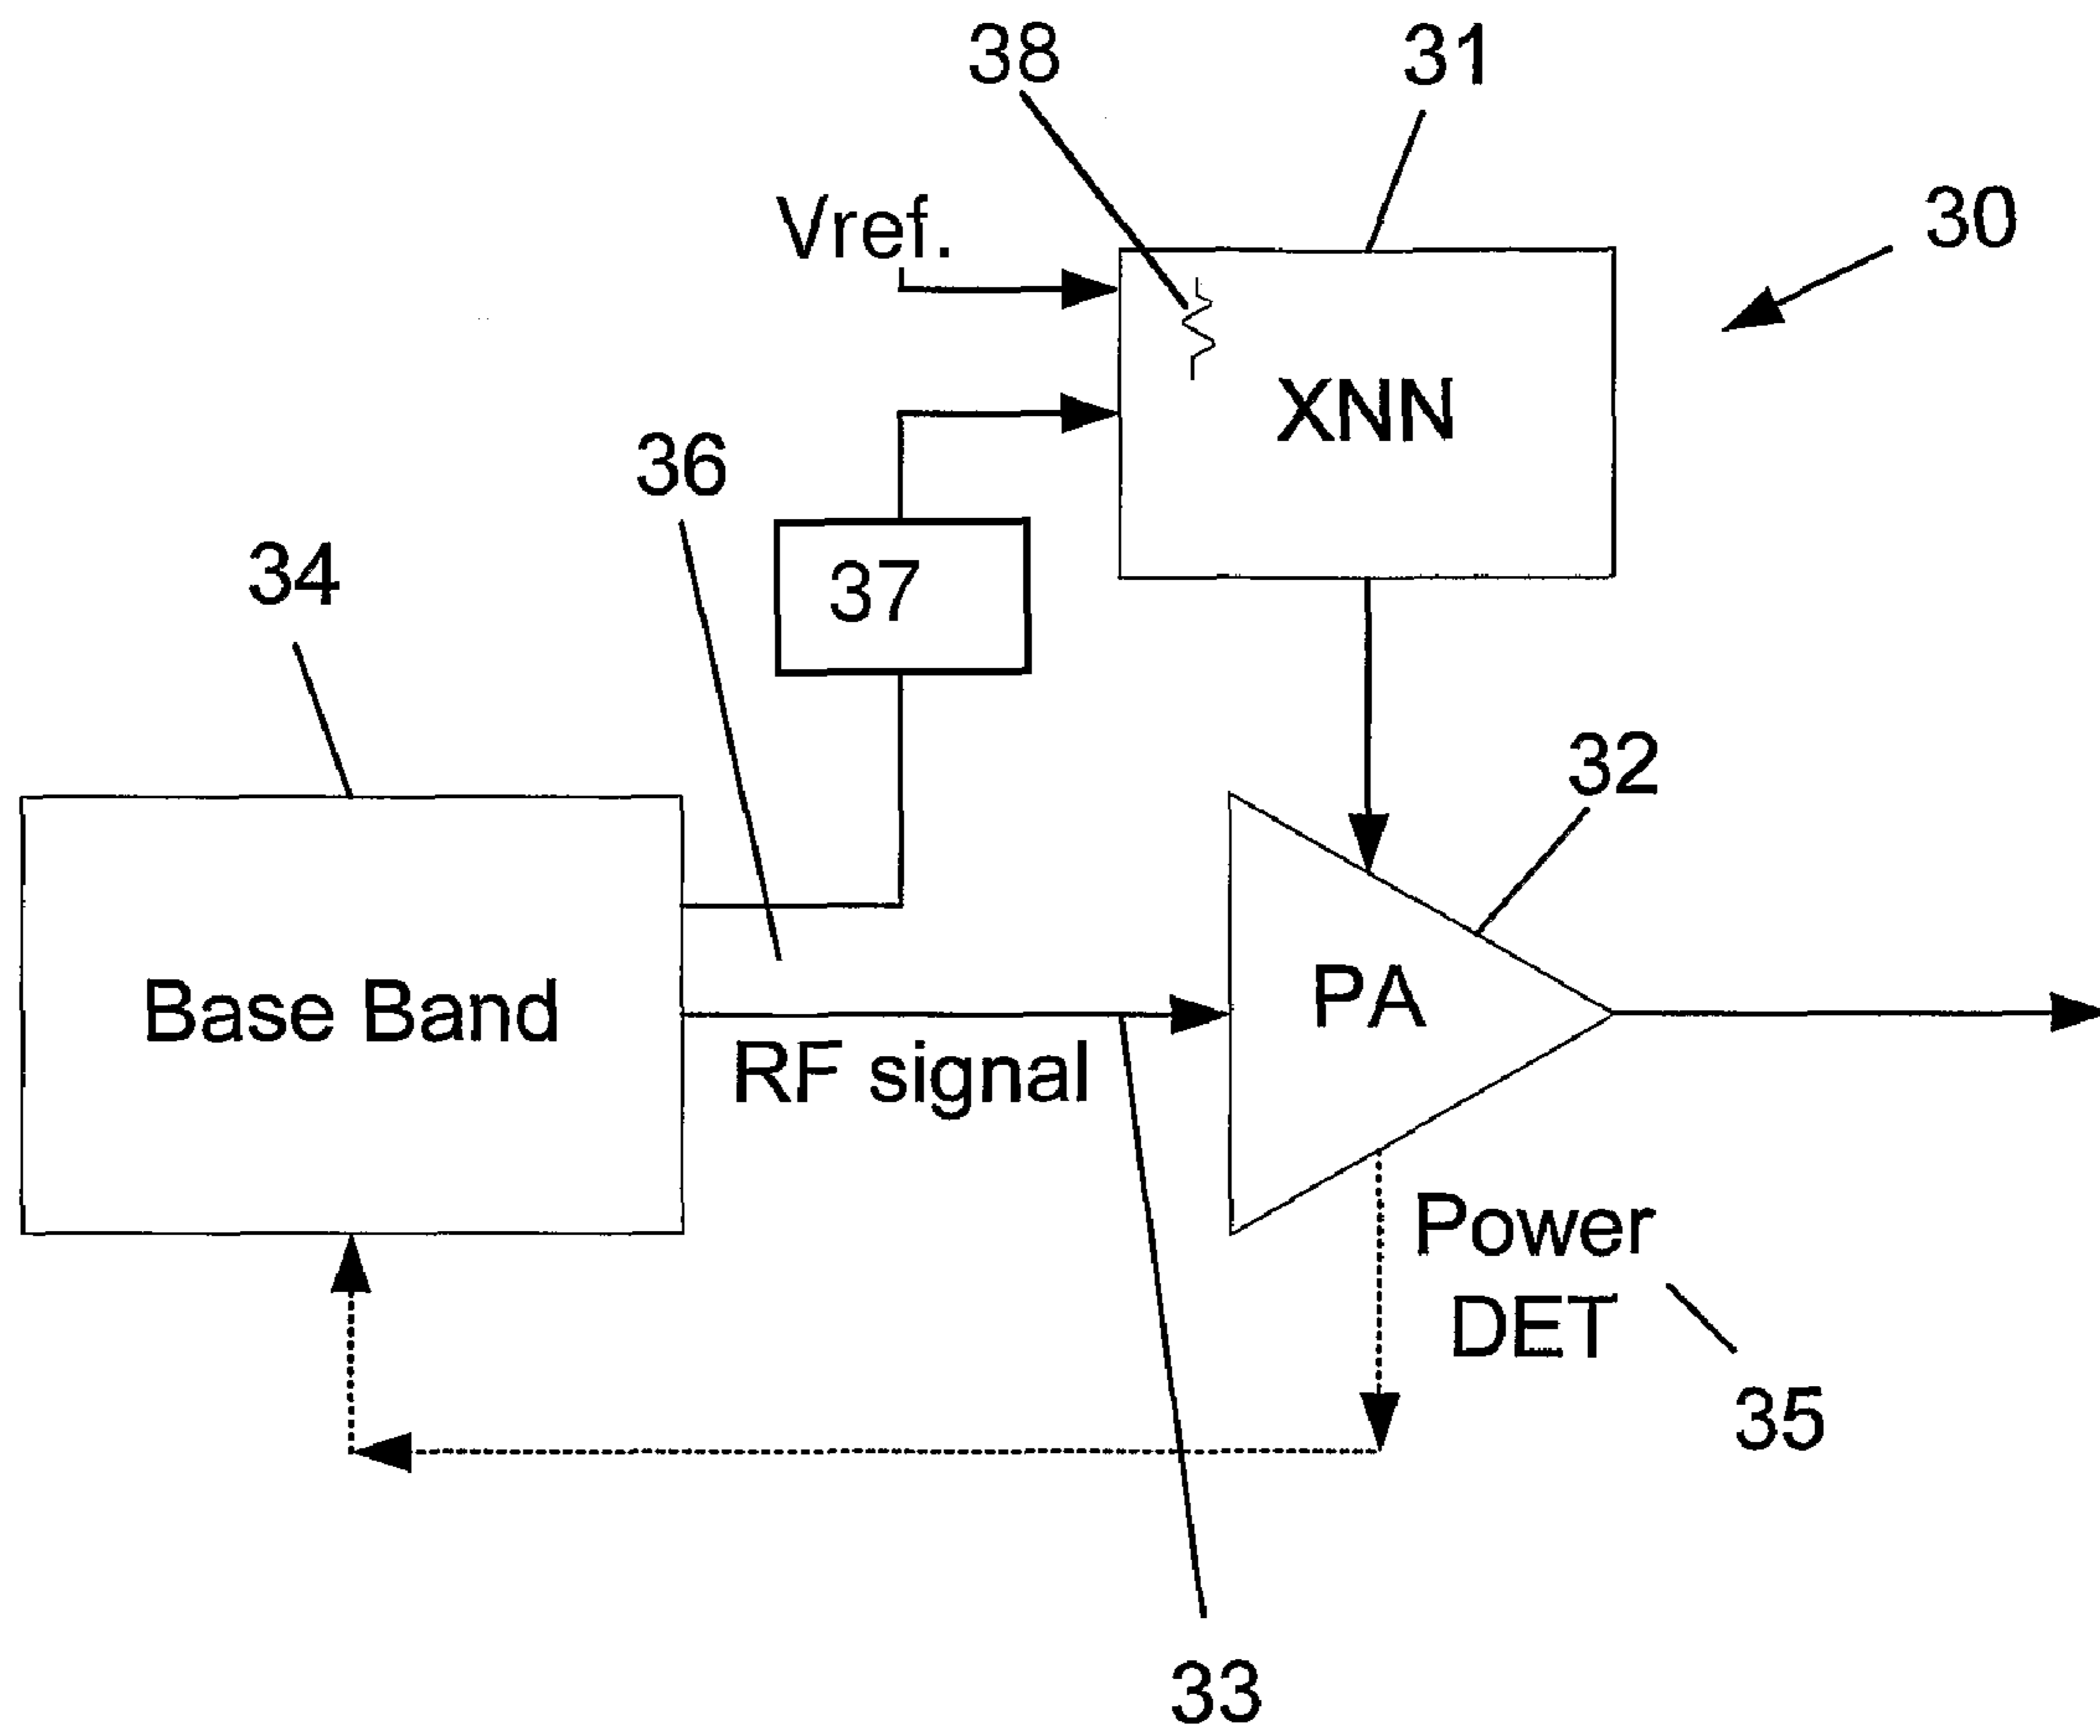 38
31
30
Vref.
XNN
36
37
34
32
Base Band
PA
RF signal
Power
DET
35
33